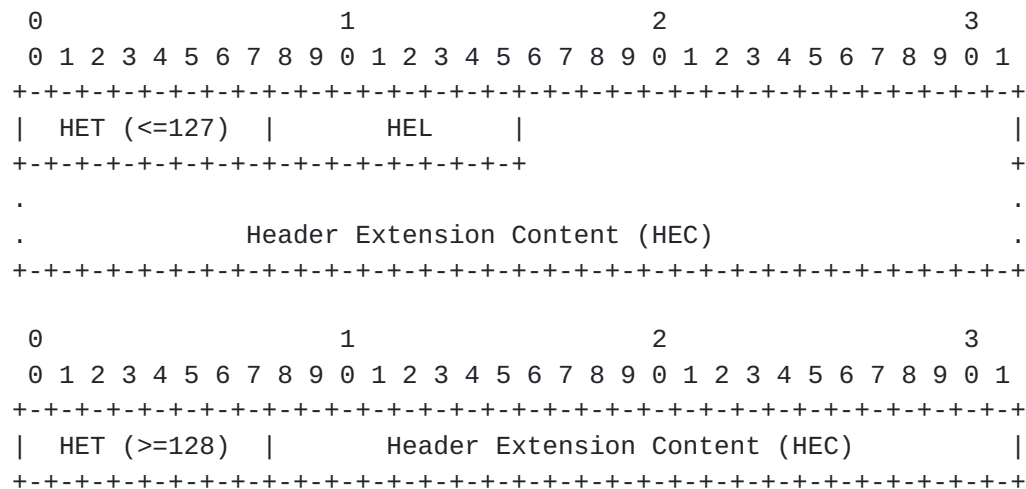 0                   1                   2                   3
 0 1 2 3 4 5 6 7 8 9 0 1 2 3 4 5 6 7 8 9 0 1 2 3 4 5 6 7 8 9 0 1
+-+-+-+-+-+-+-+-+-+-+-+-+-+-+-+-+-+-+-+-+-+-+-+-+-+-+-+-+-+-+-+-+
|  HET (<=127)  |       HEL     |                               |
+-+-+-+-+-+-+-+-+-+-+-+-+-+-+-+-+                               +
.                                                               .
.              Header Extension Content (HEC)                   .
+-+-+-+-+-+-+-+-+-+-+-+-+-+-+-+-+-+-+-+-+-+-+-+-+-+-+-+-+-+-+-+-+

 0                   1                   2                   3
 0 1 2 3 4 5 6 7 8 9 0 1 2 3 4 5 6 7 8 9 0 1 2 3 4 5 6 7 8 9 0 1
+-+-+-+-+-+-+-+-+-+-+-+-+-+-+-+-+-+-+-+-+-+-+-+-+-+-+-+-+-+-+-+-+
|  HET (>=128)  |       Header Extension Content (HEC)          |
+-+-+-+-+-+-+-+-+-+-+-+-+-+-+-+-+-+-+-+-+-+-+-+-+-+-+-+-+-+-+-+-+